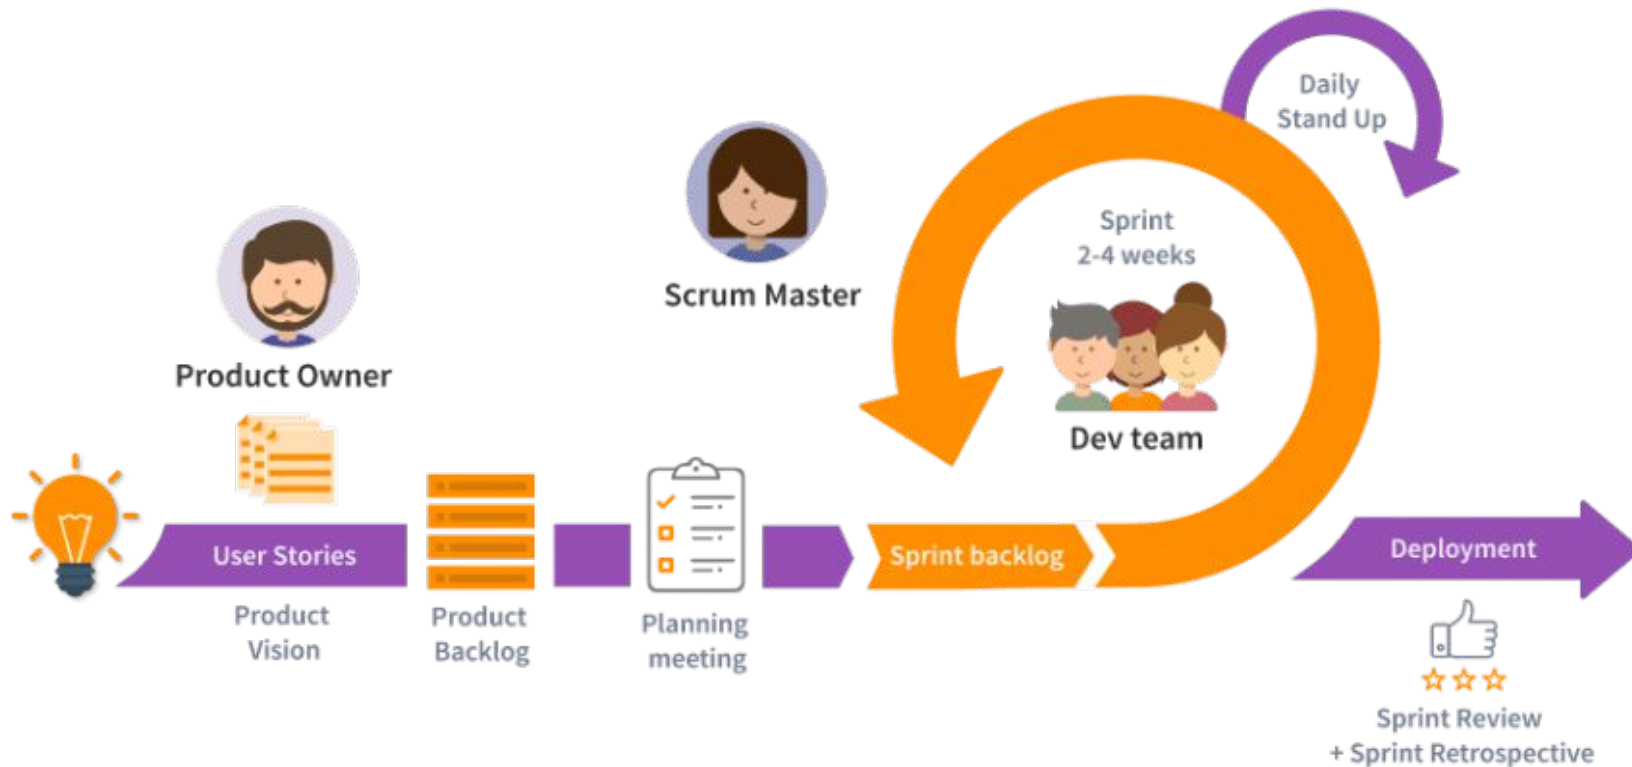 Daily
Stand Up
Sprint
2-4 weeks
Scrum Master
Product Owner
Dev team
User Stories
Sprint backlog
Deployment
Product
Vision
Product
Backlog
Planning
meeting
Sprint Review
+ Sprint Retrospective